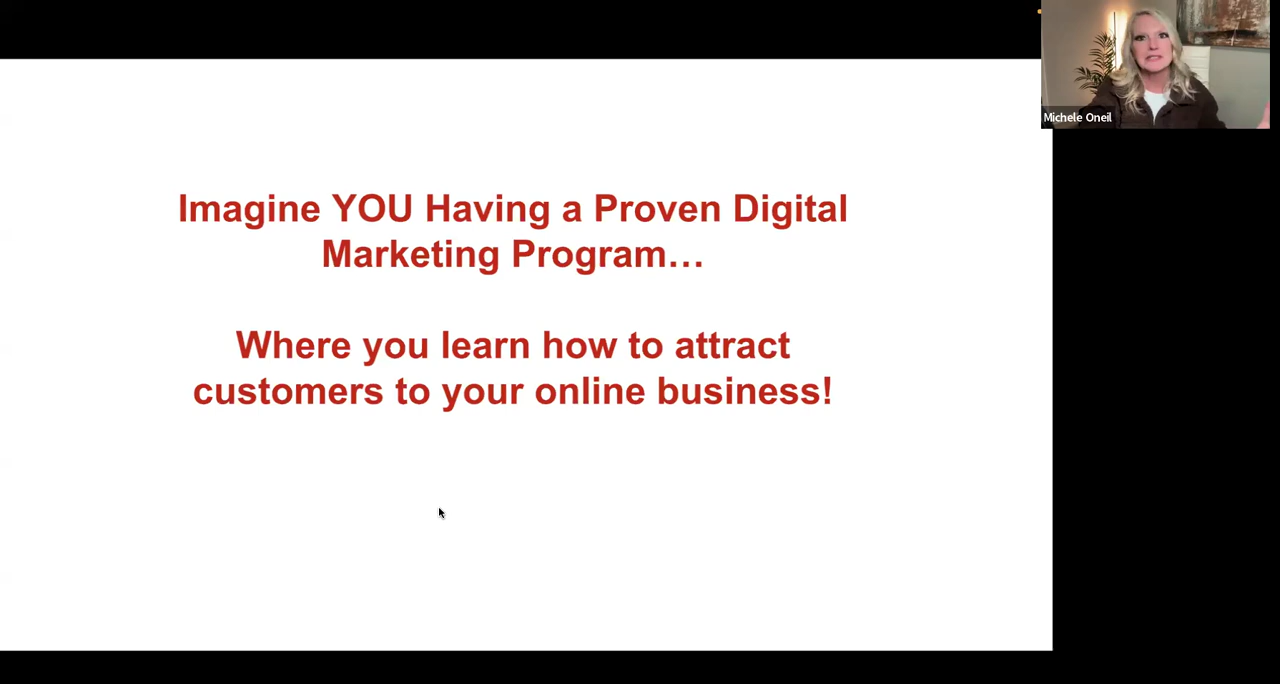 Michele Oneil
Imagine YOU Having a Proven Digital
Marketing Program…
Where you learn how to attract
customers to your online business!